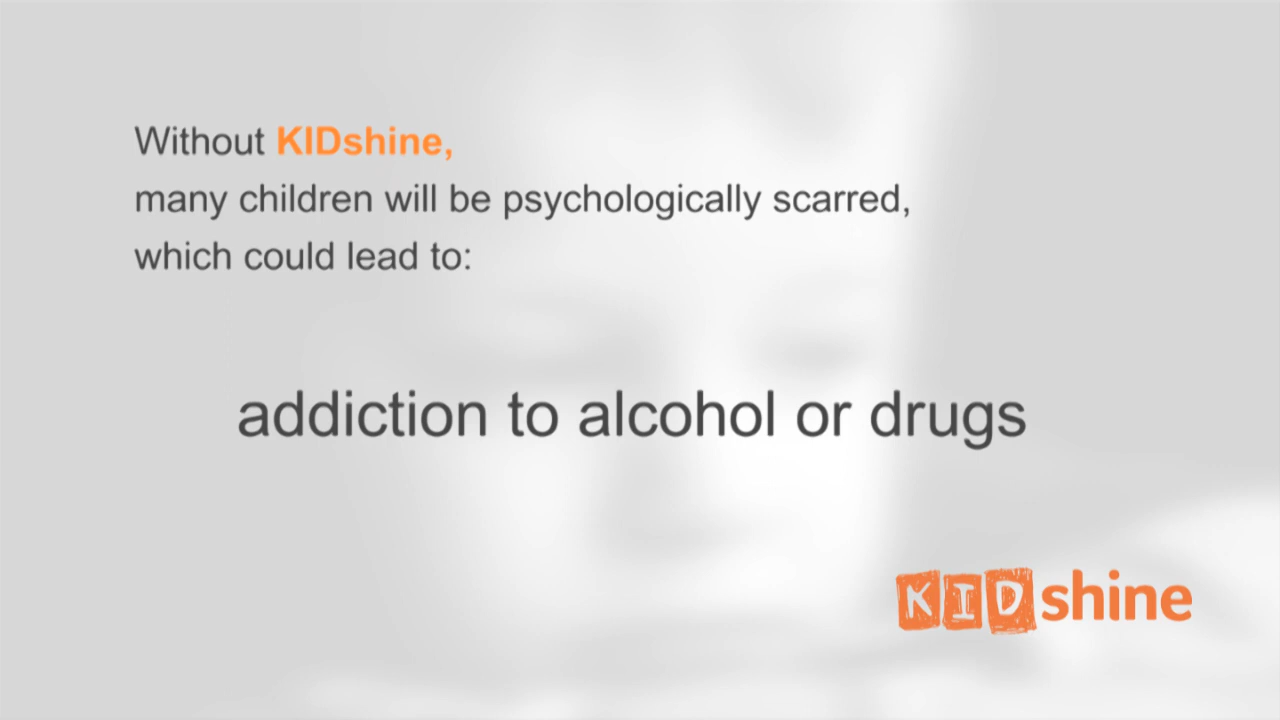 Without KIDshine,
many children will be psychologically scarred,
which could lead to:
addiction to alcohol or drugs
KIDshine